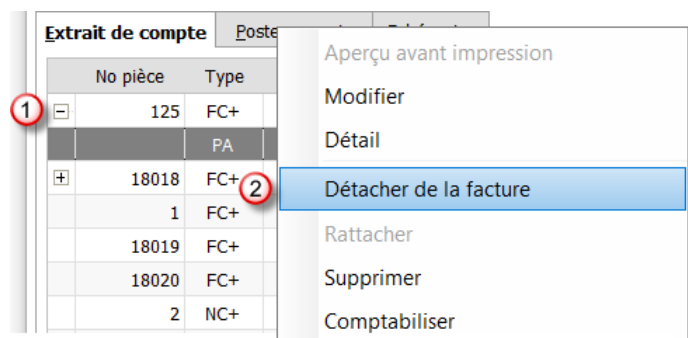 Extrait de compte Poste
No pièce Type
1 125 FC+
PA
18018 FC+
1 FC+
18019 FC+
18020 FC+
2 NC+
Aperçu avant impression
Modifier
Détail
2 Détacher de la facture
Rattacher
Supprimer
Comptabiliser